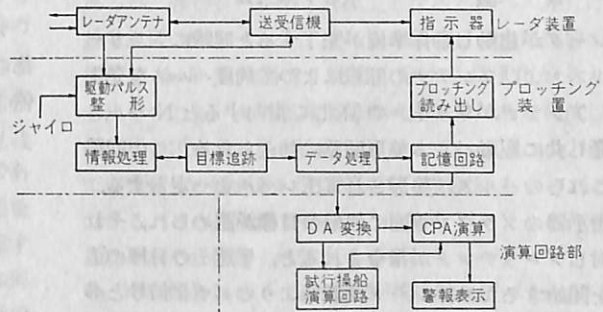 レーダアンテナ
送受信機
指示器
レーダ装置
駆動パルス
整形
プロッチング
読み出し
プロッチング
装置
ジャイロ
情報処理
目標追跡
データ処理
記憶回路
DA変換
CPA演算
演算回路部
試行操船
演算回路
警報表示